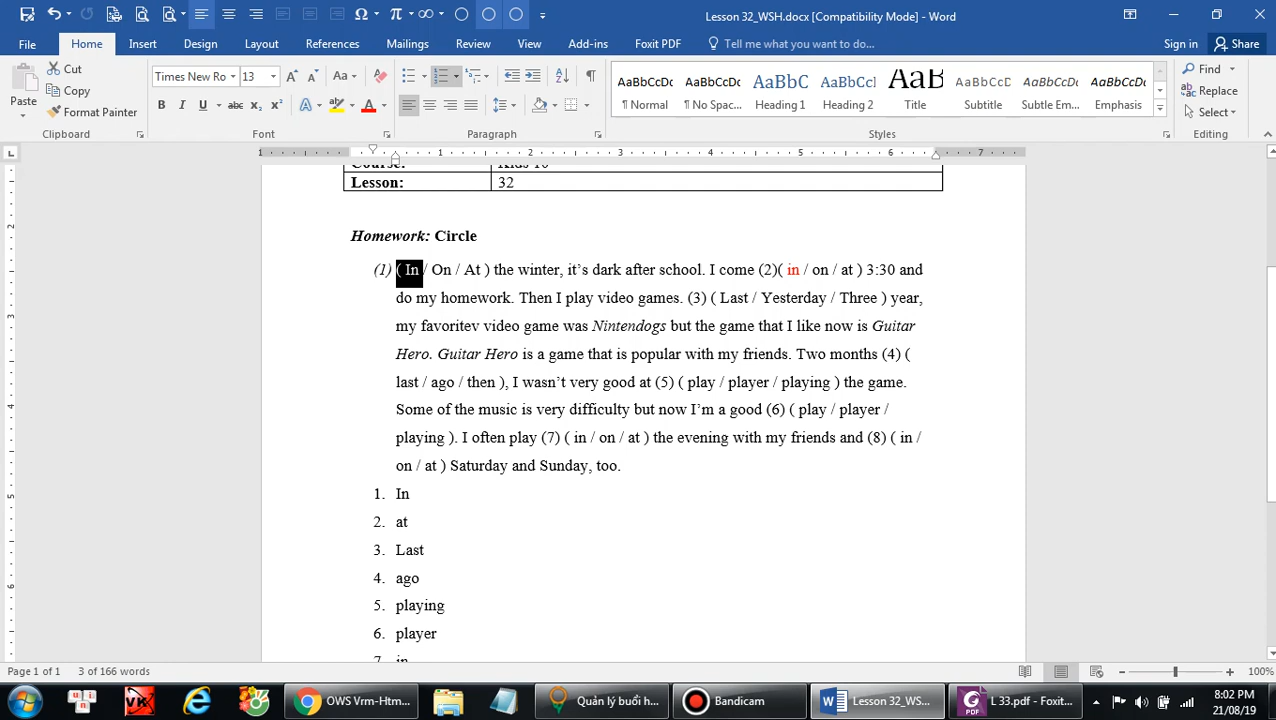 Lesson 32_WSH.docx [Compatibility Mode] - Word
File Home Insert Design Layout References Mailings Review View Add-ins Foxit PDF Tell me what you want to do... Sign in Share
Cut
Copy
Format Painter
Paste
Times New Ro 13
AaBbCcDc AaBbCcDc AaBbC AaBbCcI AaB AaBbCcD AaBbCcDc AaBbCcDc
¶ Normal ¶ No Spac... Heading 1 Heading 2 Title Subtitle Subtle Em... Emphasis
Find
Replace
Select
Clipboard Font Paragraph Styles Editing
Course: Kids 10
Lesson: 32
Homework: Circle
(1) ( In / On / At ) the winter, it’s dark after school. I come (2)( in / on / at ) 3:30 and
do my homework. Then I play video games. (3) ( Last / Yesterday / Three ) year,
my favoritev video game was Nintendogs but the game that I like now is Guitar
Hero. Guitar Hero is a game that is popular with my friends. Two months (4) (
last / ago / then ), I wasn’t very good at (5) ( play / player / playing ) the game.
Some of the music is very difficulty but now I’m a good (6) ( play / player /
playing ). I often play (7) ( in / on / at ) the evening with my friends and (8) ( in /
on / at ) Saturday and Sunday, too.
1. In
2. at
3. Last
4. ago
5. playing
6. player
7. in
Page 1 of 1 3 of 166 words 100%
OWS Vrm-Htm... Quản lý buổi h... Bandicam Lesson 32_WS... L 33.pdf - Foxit... 8:02 PM
21/08/19